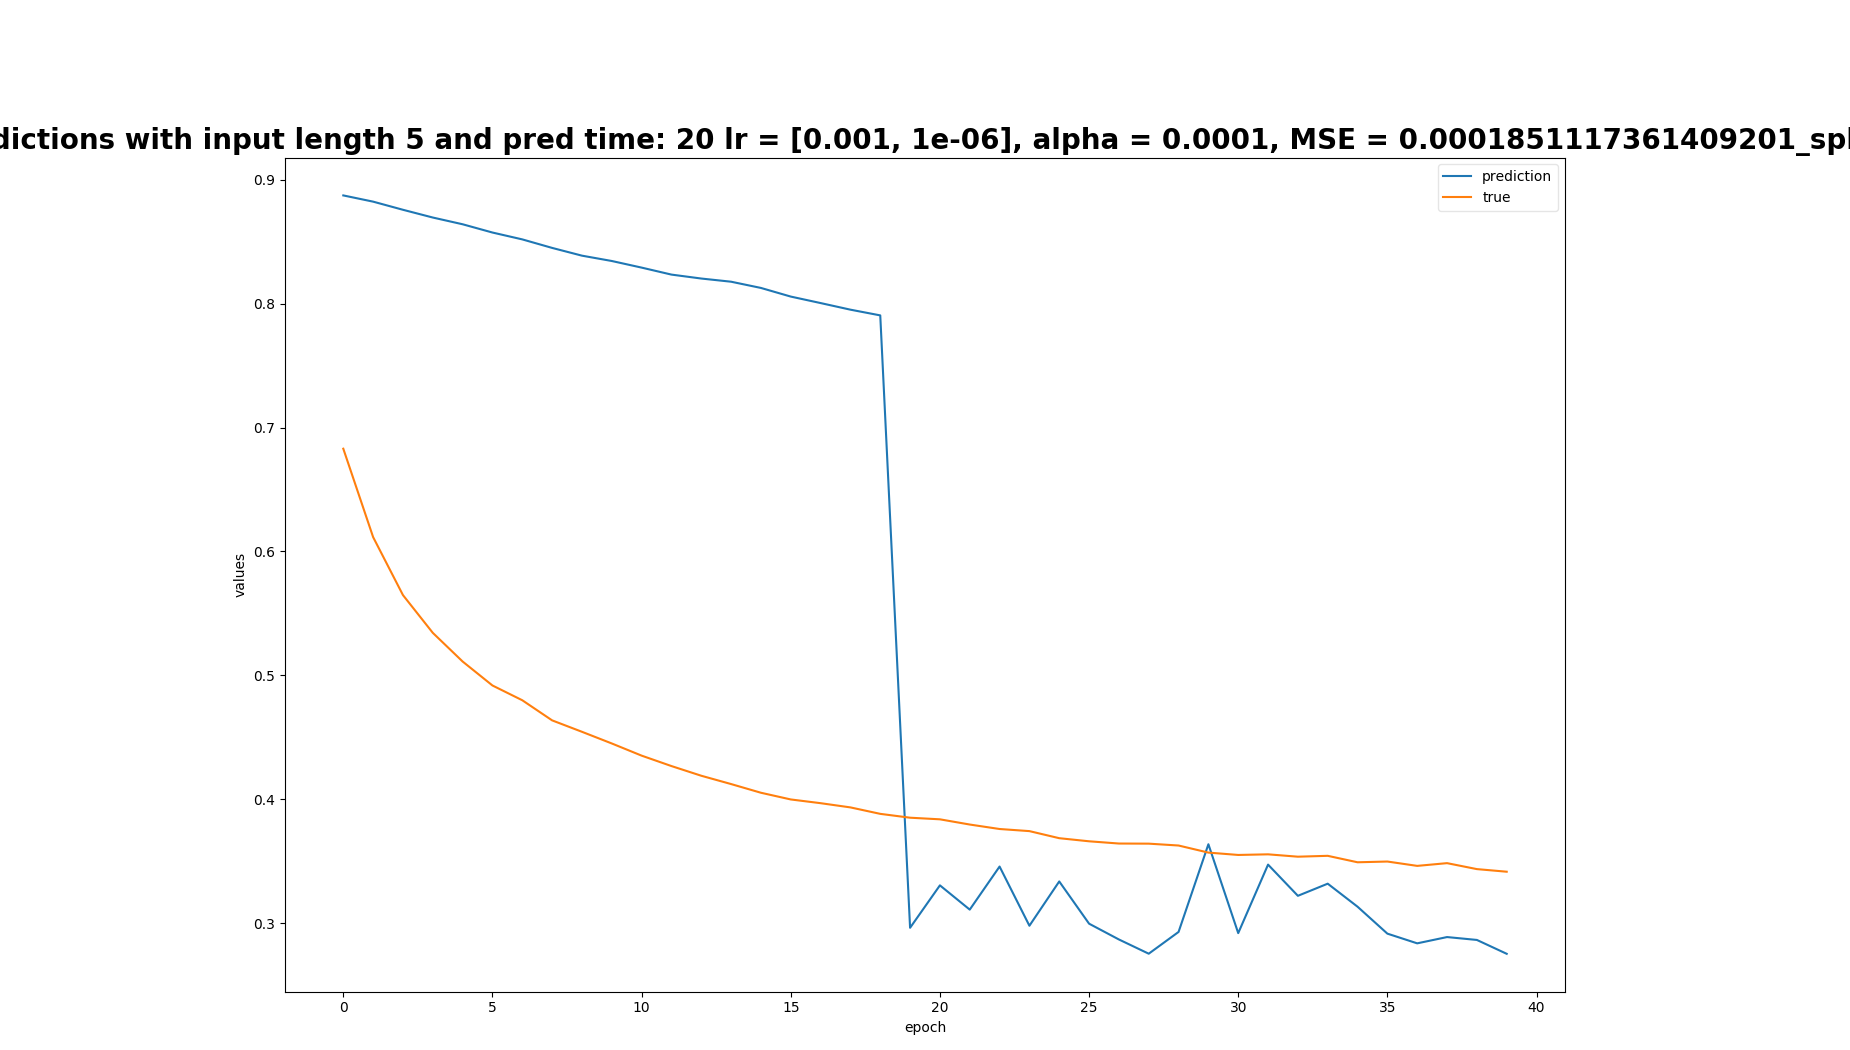 dictions with input length 5 and pred time: 20 lr = [0.001, 1e-06], alpha = 0.0001, MSE = 0.0001851117361409201_spl
prediction
true
0.9
0.8
0.7
0.6
0.5
0.4
0.3
values
0 5 10 15 20 25 30 35 40
epoch